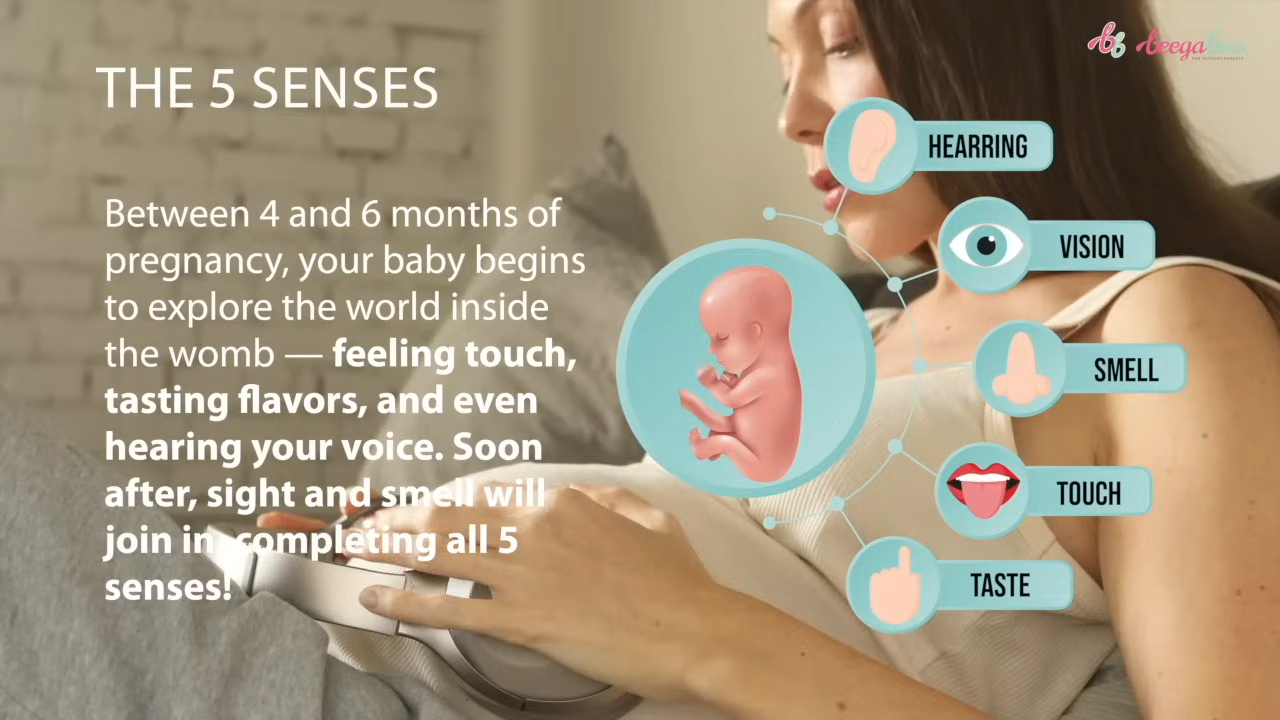 THE 5 SENSES
Between 4 and 6 months of
pregnancy, your baby begins
to explore the world inside
the womb — feeling touch,
tasting flavors, and even
hearing your voice. Soon
after, sight and smell will
join in, completing all 5
senses!
HEARRING
VISION
SMELL
TOUCH
TASTE
beega